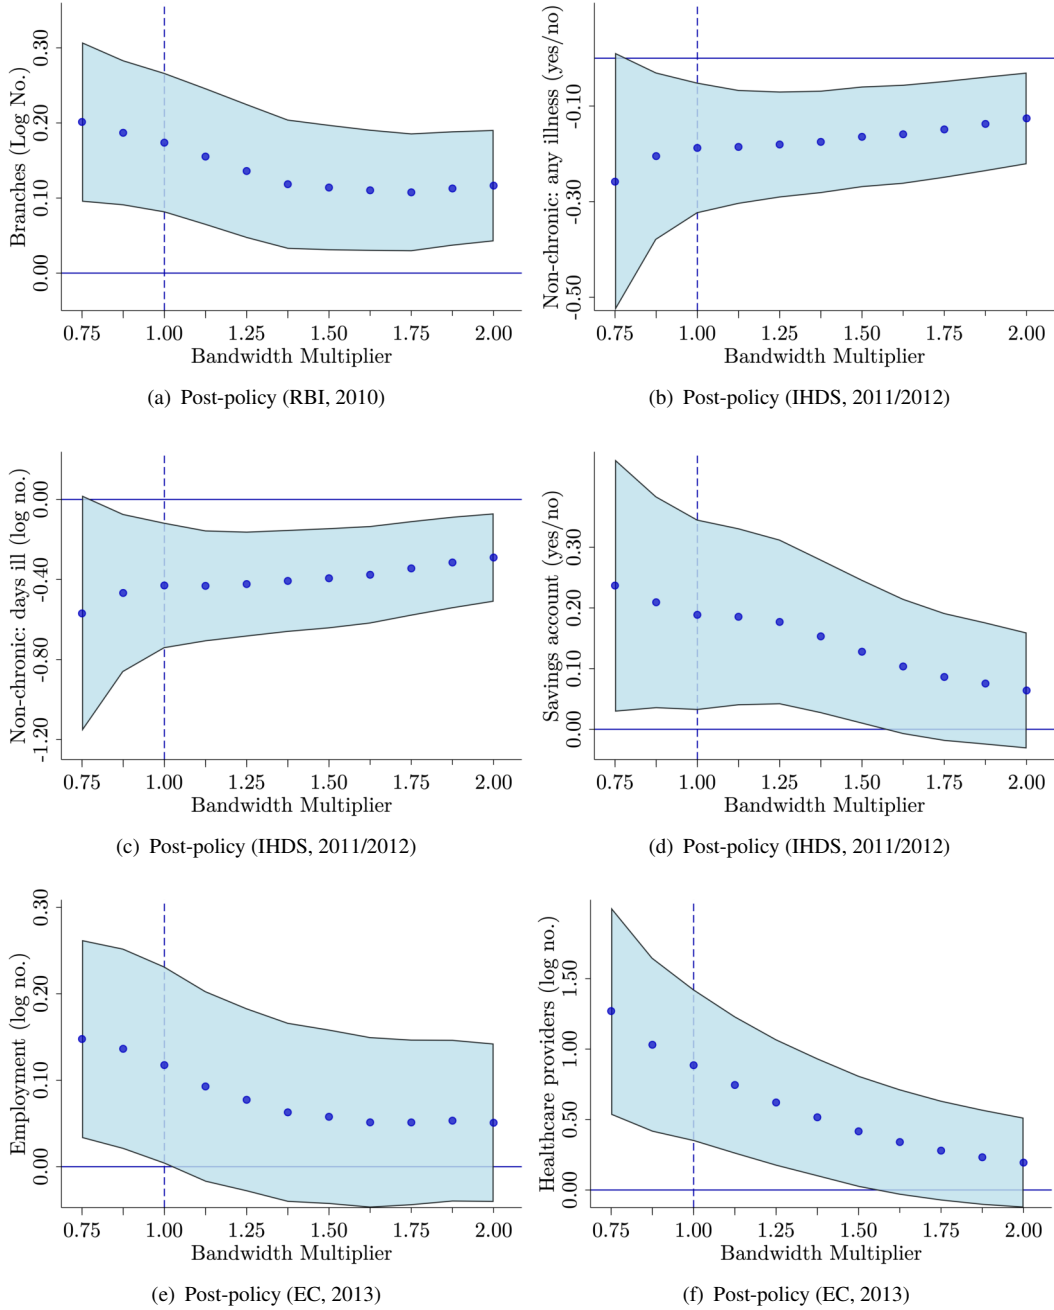 Branches (Log No.)
0.30
0.20
0.10
0.00
0.75 1.00 1.25 1.50 1.75 2.00
Bandwidth Multiplier
(a) Post-policy (RBI, 2010)
Non-chronic: any illness (yes/no)
-0.10
-0.30
-0.50
0.75 1.00 1.25 1.50 1.75 2.00
Bandwidth Multiplier
(b) Post-policy (IHDS, 2011/2012)
Non-chronic: days ill (log no.)
0.00
-0.40
-0.80
-1.20
0.75 1.00 1.25 1.50 1.75 2.00
Bandwidth Multiplier
(c) Post-policy (IHDS, 2011/2012)
Savings account (yes/no)
0.30
0.20
0.10
0.00
0.75 1.00 1.25 1.50 1.75 2.00
Bandwidth Multiplier
(d) Post-policy (IHDS, 2011/2012)
Employment (log no.)
0.30
0.20
0.10
0.00
0.75 1.00 1.25 1.50 1.75 2.00
Bandwidth Multiplier
(e) Post-policy (EC, 2013)
Healthcare providers (log no.)
1.50
1.00
0.50
0.00
0.75 1.00 1.25 1.50 1.75 2.00
Bandwidth Multiplier
(f) Post-policy (EC, 2013)